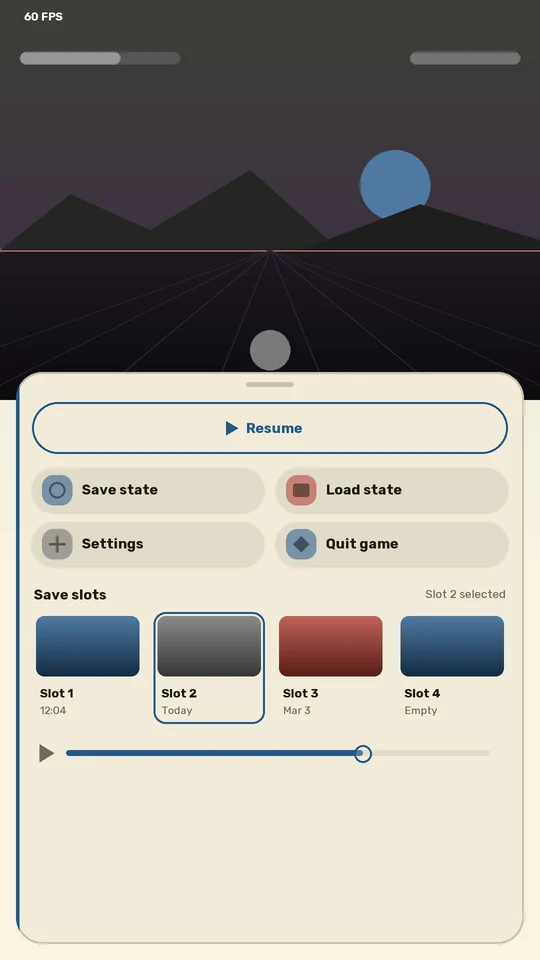 60 FPS
Resume
Save state
Load state
Settings
Quit game
Save slots
Slot 2 selected
Slot 1
12:04
Slot 2
Today
Slot 3
Mar 3
Slot 4
Empty